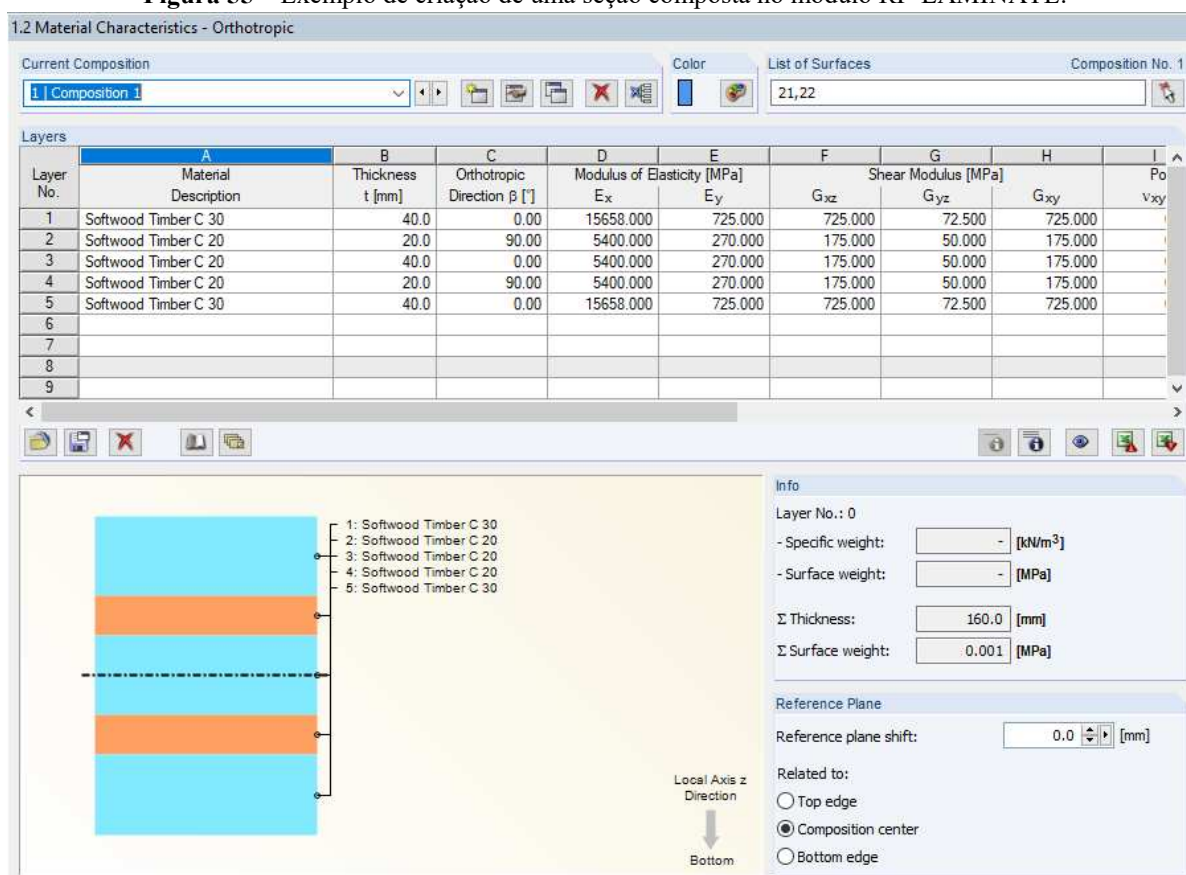 Figura 35 – Exemplo de criação de uma seção composta no módulo RF-LAMINATE.
1.2 Material Characteristics - Orthotropic
Current Composition Color List of Surfaces Composition No. 1
1 | Composition 1 21,22
Layers
A B C D E F G H I
Layer Material Thickness Orthotropic Modulus of Elasticity [MPa] Shear Modulus [MPa] Po
No. Description t [mm] Direction β [°] Ex Ey Gxz Gyz Gxy νxy
1 Softwood Timber C 30 40.0 0.00 15658.000 725.000 725.000 72.500 725.000
2 Softwood Timber C 20 20.0 90.00 5400.000 270.000 175.000 50.000 175.000
3 Softwood Timber C 20 40.0 0.00 5400.000 270.000 175.000 50.000 175.000
4 Softwood Timber C 20 20.0 90.00 5400.000 270.000 175.000 50.000 175.000
5 Softwood Timber C 30 40.0 0.00 15658.000 725.000 725.000 72.500 725.000
6
7
8
9
Info
Layer No.: 0
1: Softwood Timber C 30
2: Softwood Timber C 20
3: Softwood Timber C 20
4: Softwood Timber C 20
5: Softwood Timber C 30
- Specific weight: - [kN/m³]
- Surface weight: - [MPa]
Σ Thickness: 160.0 [mm]
Σ Surface weight: 0.001 [MPa]
Reference Plane
Reference plane shift: 0.0 [mm]
Related to:
Top edge
Composition center
Bottom edge
Local Axis z
Direction
Bottom